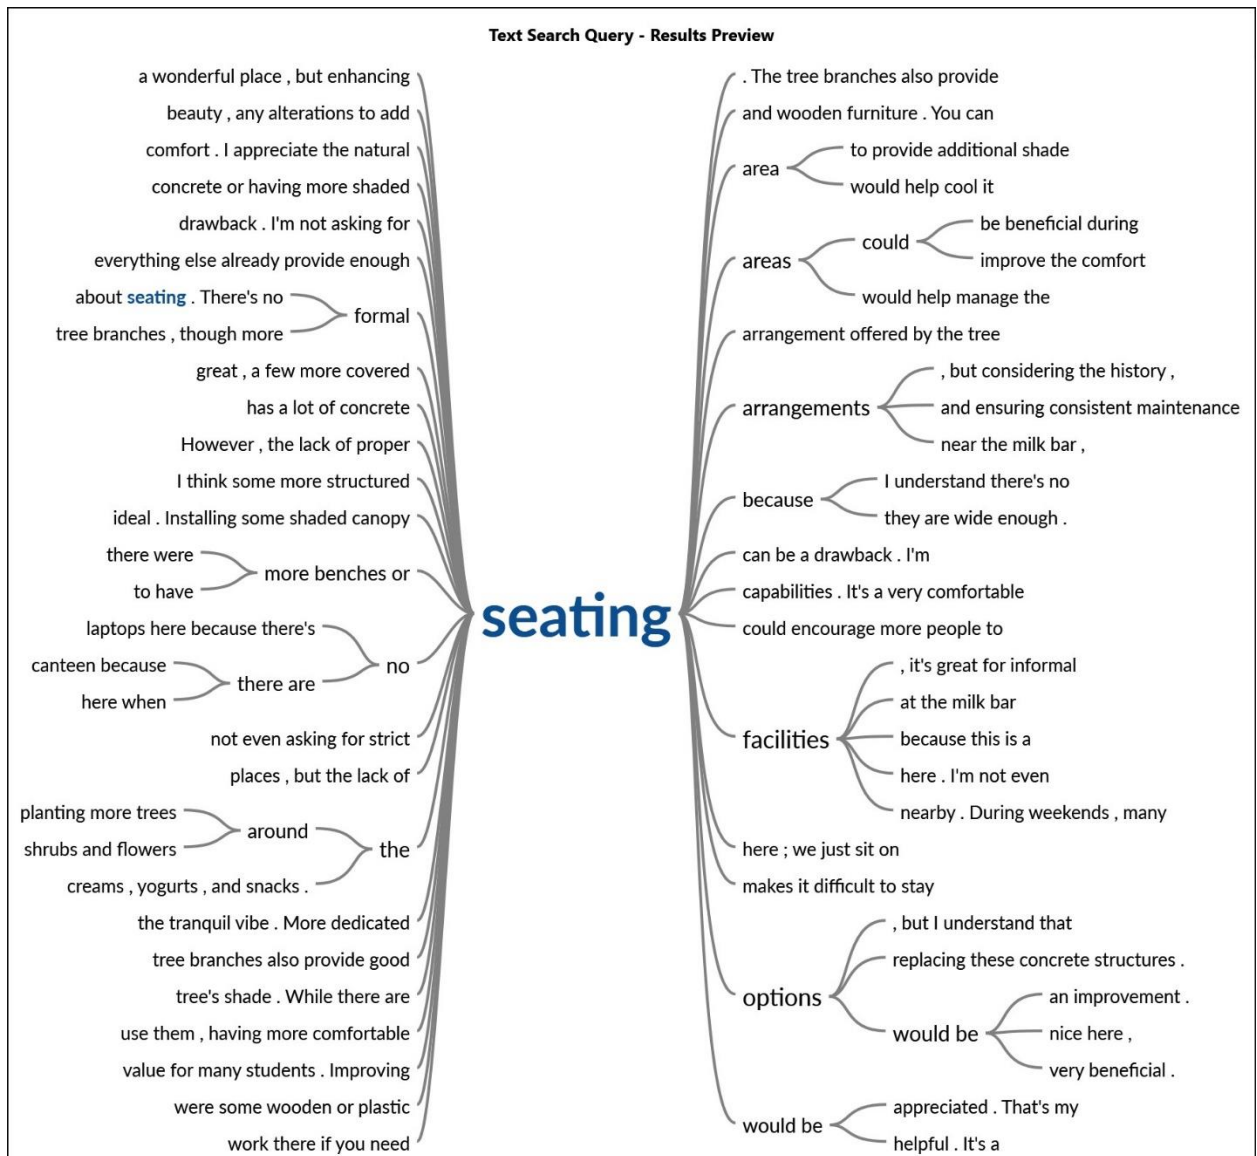 Text Search Query - Results Preview
a wonderful place , but enhancing
beauty , any alterations to add
comfort . I appreciate the natural
concrete or having more shaded
drawback . I'm not asking for
everything else already provide enough
about seating . There's no
tree branches , though more
formal
great , a few more covered
has a lot of concrete
However , the lack of proper
I think some more structured
ideal . Installing some shaded canopy
there were
to have
more benches or
laptops here because there's
canteen because
here when
there are
no
not even asking for strict
places , but the lack of
planting more trees
shrubs and flowers
around
creams , yogurts , and snacks .
the
the tranquil vibe . More dedicated
tree branches also provide good
tree's shade . While there are
use them , having more comfortable
value for many students . Improving
were some wooden or plastic
work there if you need
seating
. The tree branches also provide
and wooden furniture . You can
area
to provide additional shade
would help cool it
areas
could
be beneficial during
improve the comfort
would help manage the
arrangement offered by the tree
arrangements
, but considering the history ,
and ensuring consistent maintenance
near the milk bar ,
because
I understand there's no
they are wide enough .
can be a drawback . I'm
capabilities . It's a very comfortable
could encourage more people to
facilities
, it's great for informal
at the milk bar
because this is a
here . I'm not even
nearby . During weekends , many
here ; we just sit on
makes it difficult to stay
options
, but I understand that
replacing these concrete structures .
would be
an improvement .
nice here ,
very beneficial .
would be
appreciated . That's my
helpful . It's a